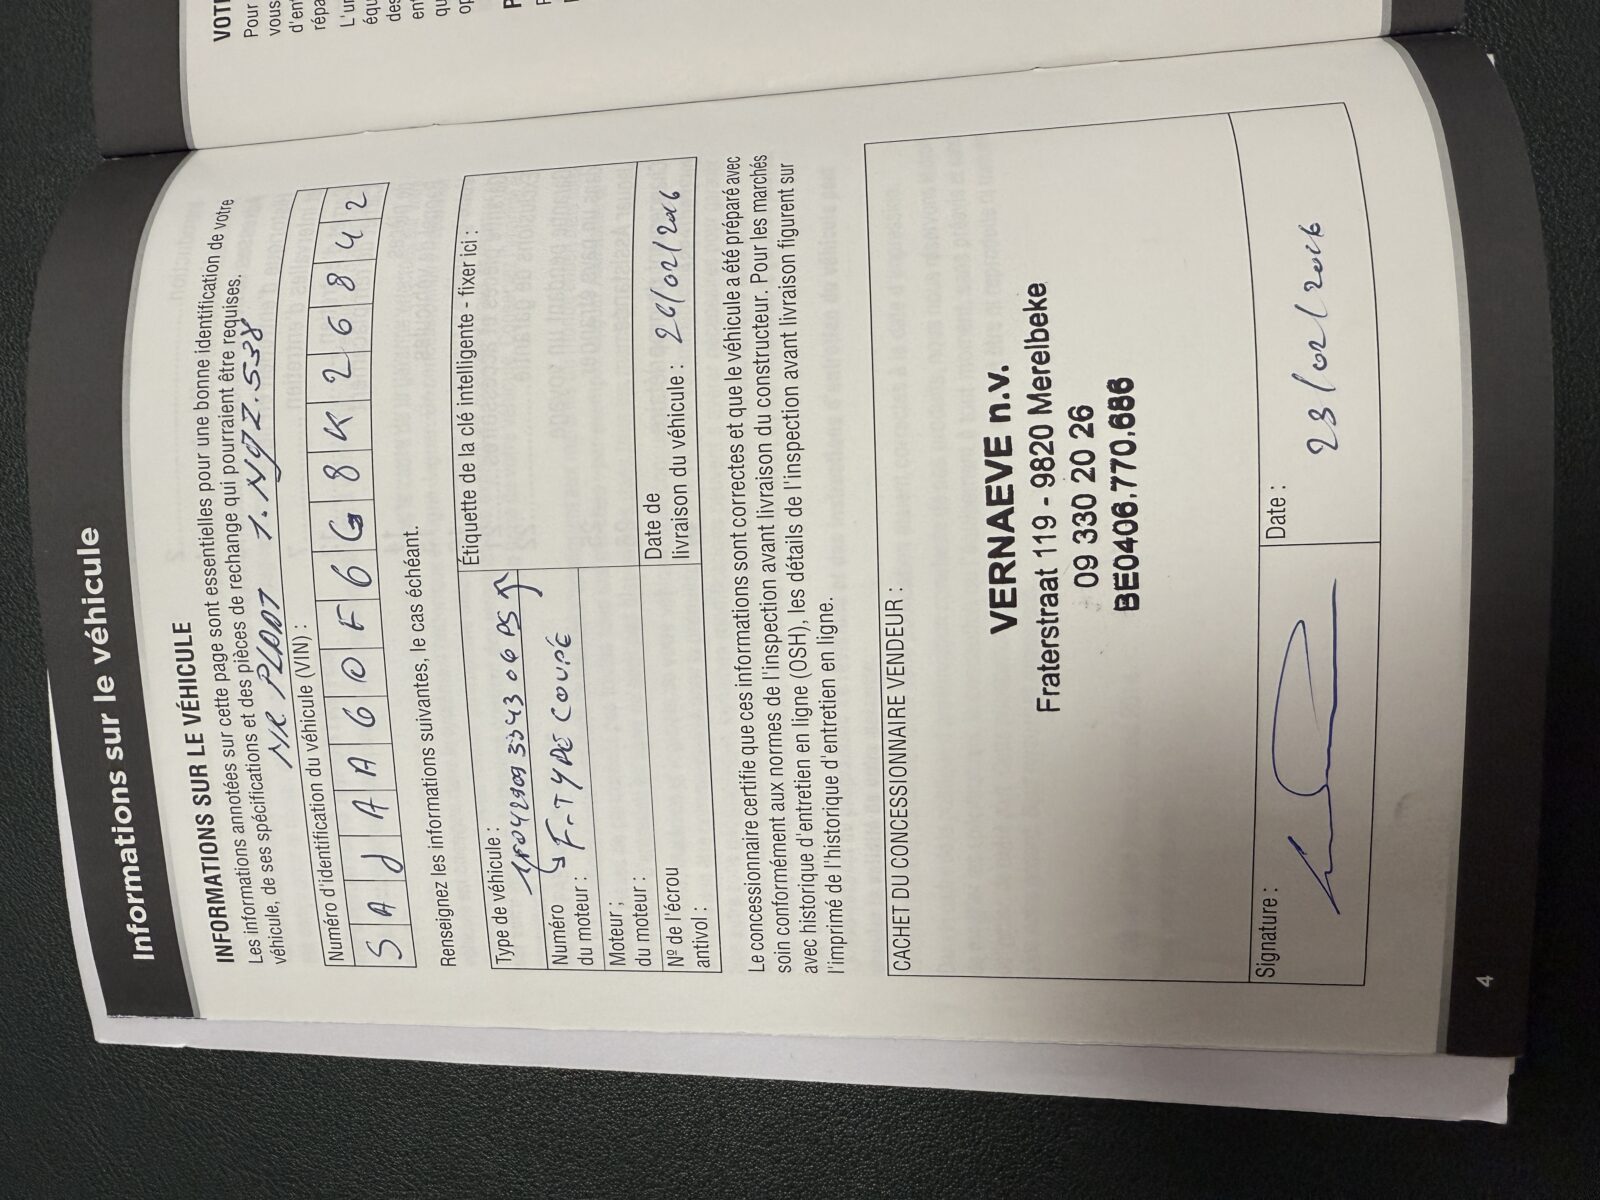 Informations sur le véhicule
INFORMATIONS SUR LE VÉHICULE
Les informations annotées sur cette page sont essentielles pour une bonne identification de votre
véhicule, de ses spécifications et des pièces de rechange qui pourraient être requises.
NR PLAAT 1.NGZ.538
Numéro d'identification du véhicule (VIN) :
S A J A A 6 0 F 6 G 8 K 2 6 8 4 2
Renseignez les informations suivantes, le cas échéant.
Type de véhicule :
Étiquette de la clé intelligente - fixer ici :
Numéro
du moteur :
F-TYPE COUPÉ
Moteur ;
du moteur :
Nº de l'écrou
antivol :
Date de
livraison du véhicule : 26/02/2016
Le concessionnaire certifie que ces informations sont correctes et que le véhicule a été préparé avec
soin conformément aux normes de l'inspection avant livraison du constructeur. Pour les marchés
avec historique d'entretien en ligne (OSH), les détails de l'inspection avant livraison figurent sur
l'imprimé de l'historique d'entretien en ligne.
CACHET DU CONCESSIONNAIRE VENDEUR :
VERNAEVE n.v.
Fraterstraat 119 - 9820 Merelbeke
09 330 20 26
BE0406.770.686
Signature :
Date : 23/02/2016
4